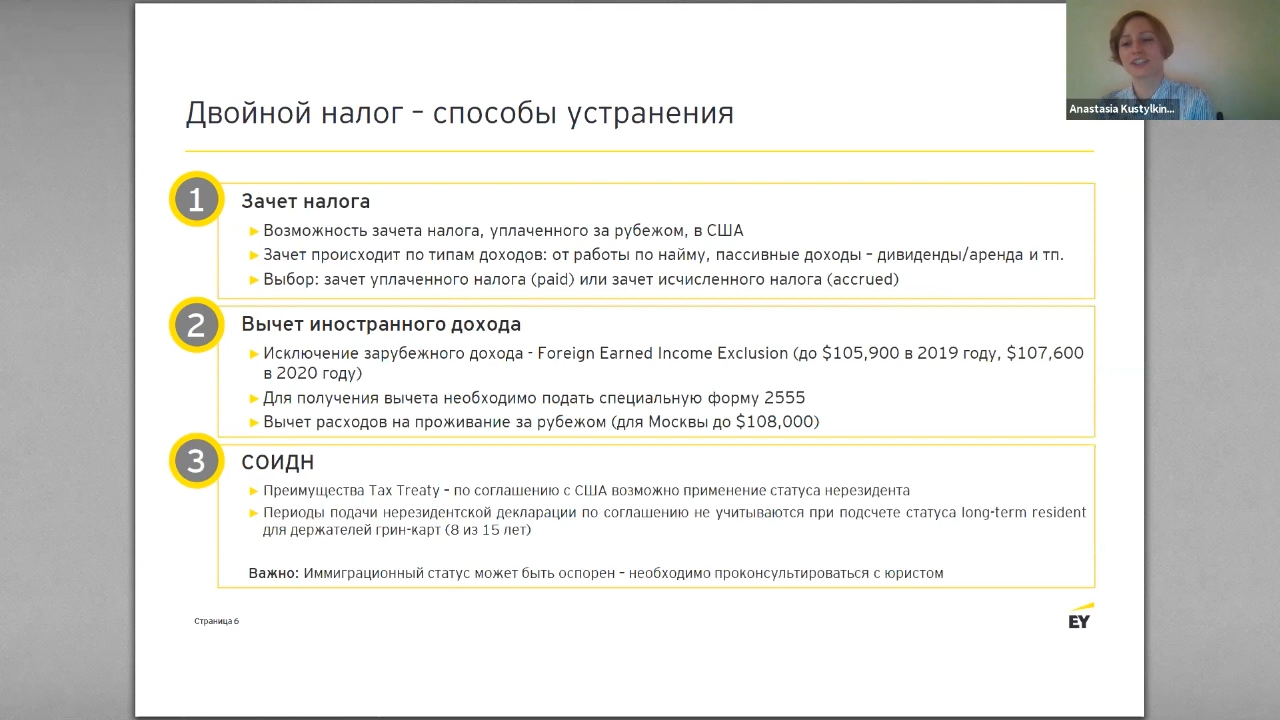 Anastasia Kustylkin...
Двойной налог – способы устранения
1
Зачет налога
► Возможность зачета налога, уплаченного за рубежом, в США
► Зачет происходит по типам доходов: от работы по найму, пассивные доходы – дивиденды/аренда и тп.
► Выбор: зачет уплаченного налога (paid) или зачет исчисленного налога (accrued)
2
Вычет иностранного дохода
► Исключение зарубежного дохода - Foreign Earned Income Exclusion (до $105,900 в 2019 году, $107,600
в 2020 году)
► Для получения вычета необходимо подать специальную форму 2555
► Вычет расходов на проживание за рубежом (для Москвы до $108,000)
3
СОИДН
► Преимущества Tax Treaty – по соглашению с США возможно применение статуса нерезидента
► Периоды подачи нерезидентской декларации по соглашению не учитываются при подсчете статуса long-term resident
для держателей грин-карт (8 из 15 лет)
Важно: Иммиграционный статус может быть оспорен – необходимо проконсультироваться с юристом
Страница 6
EY